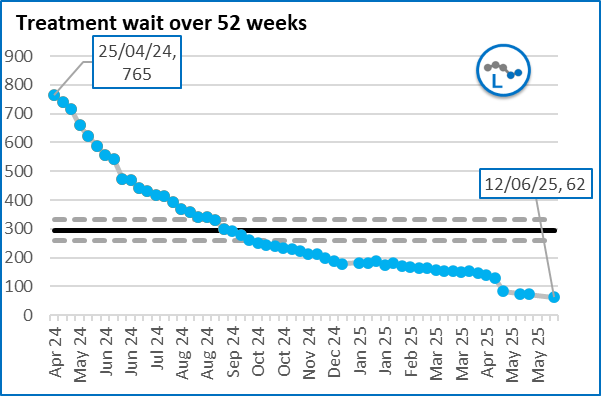 Treatment wait over 52 weeks
25/04/24,
765
L
12/06/25, 62
900
800
700
600
500
400
300
200
100
0
Apr 24
May 24
Jun 24
Jun 24
Jul 24
Aug 24
Aug 24
Sep 24
Oct 24
Oct 24
Nov 24
Dec 24
Jan 25
Jan 25
Feb 25
Mar 25
Mar 25
Apr 25
May 25
May 25